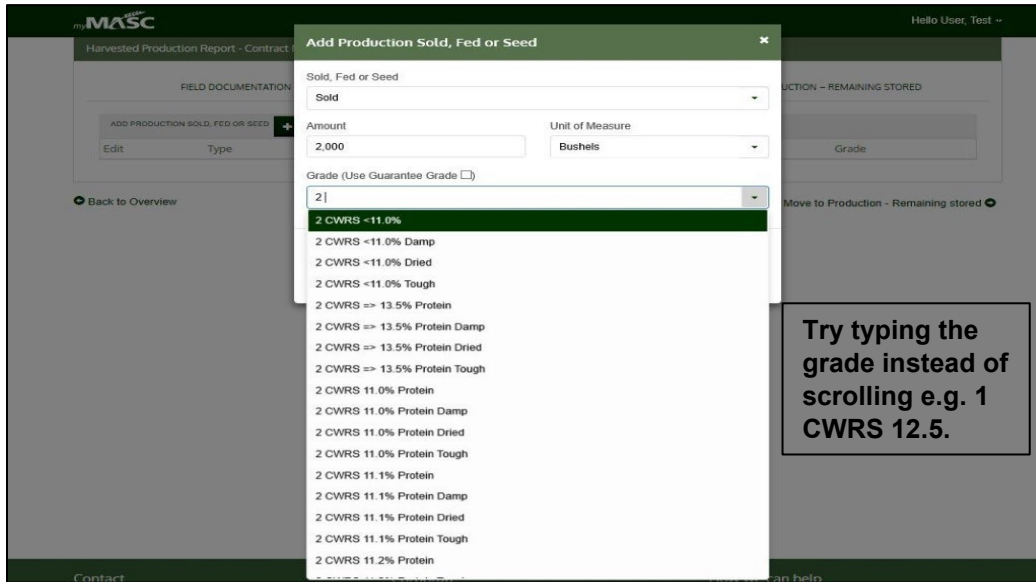 myMASC
Hello User, Test
Harvested Production Report - Contract
Add Production Sold, Fed or Seed
×
FIELD DOCUMENTATION
UCTION – REMAINING STORED
Sold, Fed or Seed
Sold
ADD PRODUCTION SOLD, FED OR SEED +
Amount
Unit of Measure
2,000
Bushels
Edit
Type
Grade
Grade (Use Guarantee Grade ☐)
2
Back to Overview
Move to Production - Remaining stored
2 CWRS <11.0%
2 CWRS <11.0% Damp
2 CWRS <11.0% Dried
2 CWRS <11.0% Tough
2 CWRS => 13.5% Protein
2 CWRS => 13.5% Protein Damp
2 CWRS => 13.5% Protein Dried
2 CWRS => 13.5% Protein Tough
2 CWRS 11.0% Protein
2 CWRS 11.0% Protein Damp
2 CWRS 11.0% Protein Dried
2 CWRS 11.0% Protein Tough
2 CWRS 11.1% Protein
2 CWRS 11.1% Protein Damp
2 CWRS 11.1% Protein Dried
2 CWRS 11.1% Protein Tough
2 CWRS 11.2% Protein
Try typing the
grade instead of
scrolling e.g. 1
CWRS 12.5.
Contact
can help